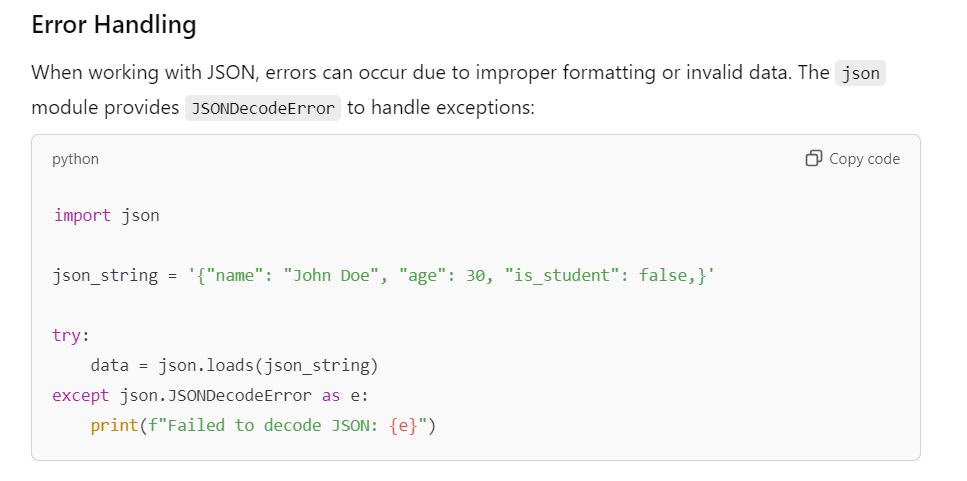 Error Handling
When working with JSON, errors can occur due to improper formatting or invalid data. The json
module provides JSONDecodeError to handle exceptions:
python
Copy code
import json
json_string = '{"name": "John Doe", "age": 30, "is_student": false,}'
try:
    data = json.loads(json_string)
except json.JSONDecodeError as e:
    print(f"Failed to decode JSON: {e}")